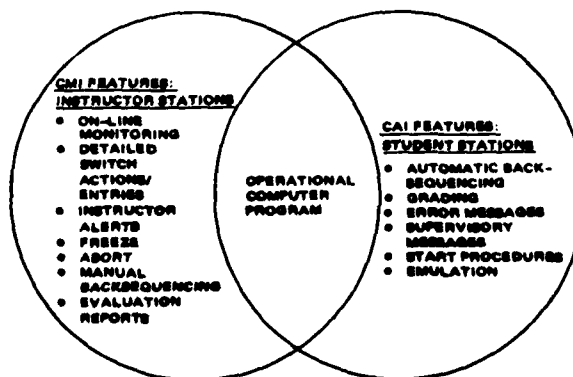 CMI FEATURES:
INSTRUCTOR STATIONS
• ON-LINE
MONITORING
• DETAILED
SWITCH
ACTIONS/
ENTRIES
• INSTRUCTOR
ALERTS
• FREEZE
• ABORT
• MANUAL
BACKSEQUENCING
• EVALUATION
REPORTS
OPERATIONAL
COMPUTER
PROGRAM
CAI FEATURES:
STUDENT STATIONS
• AUTOMATIC BACK-
SEQUENCING
• GRADING
• ERROR MESSAGES
• SUPERVISORY
MESSAGES
• START PROCEDURES
• EMULATION